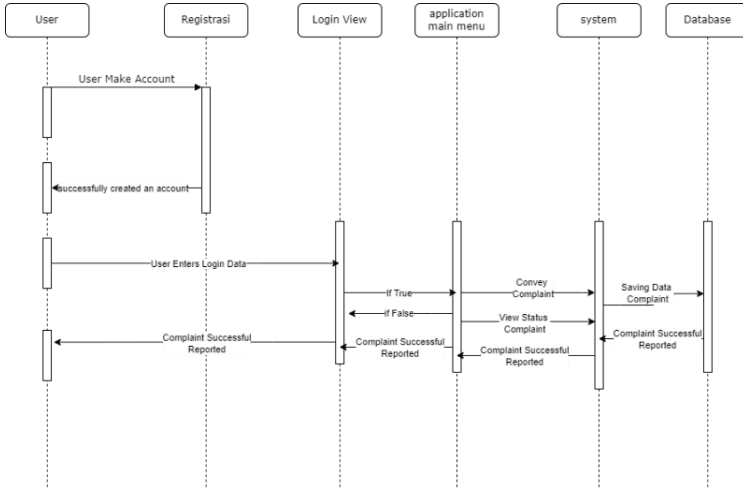 User
Registrasi
Login View
application
main menu
system
Database
User Make Account
successfully created an account
User Enters Login Data
If True
Convey
Complaint
Saving Data
Complaint
if False
View Status
Complaint
Complaint Successful
Reported
Complaint Successful
Reported
Complaint Successful
Reported
Complaint Successful
Reported